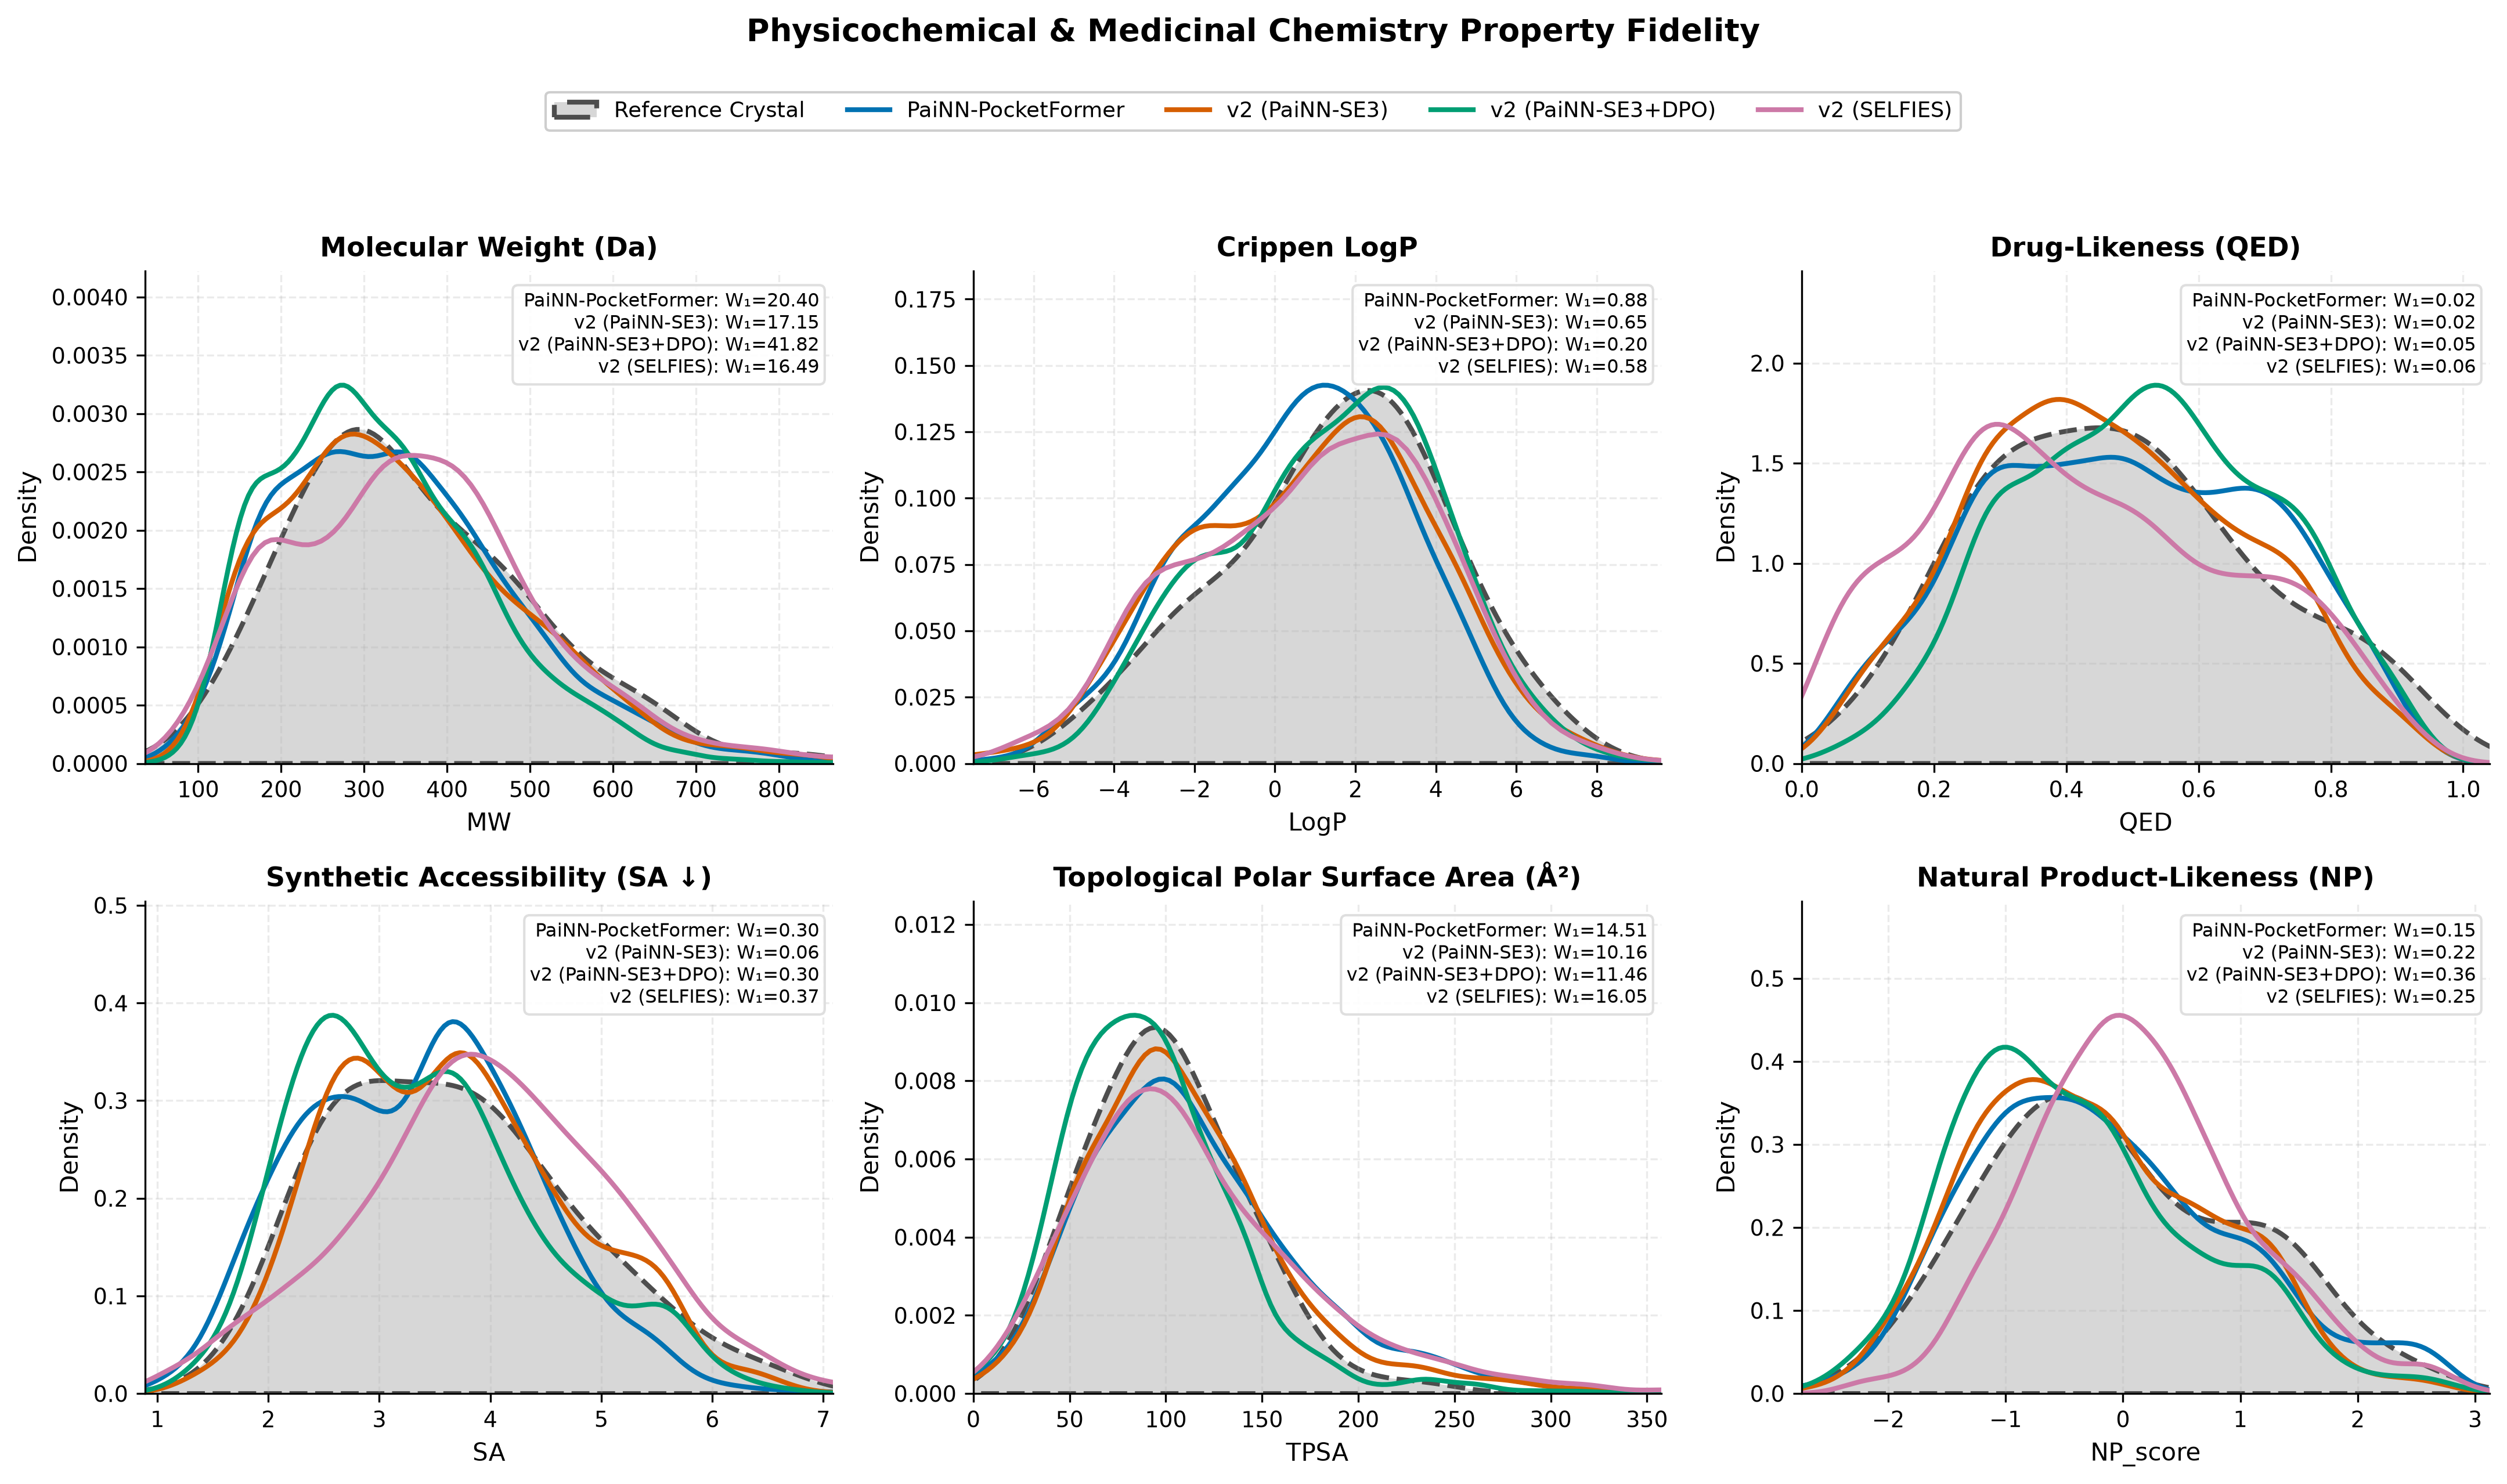 Physicochemical & Medicinal Chemistry Property Fidelity
Reference Crystal
PaiNN-PocketFormer
v2 (PaiNN-SE3)
v2 (PaiNN-SE3+DPO)
v2 (SELFIES)
Molecular Weight (Da)
PaiNN-PocketFormer: W₁=20.40
v2 (PaiNN-SE3): W₁=17.15
v2 (PaiNN-SE3+DPO): W₁=41.82
v2 (SELFIES): W₁=16.49
Density
0.0040
0.0035
0.0030
0.0025
0.0020
0.0015
0.0010
0.0005
0.0000
100 200 300 400 500 600 700 800
MW
Crippen LogP
PaiNN-PocketFormer: W₁=0.88
v2 (PaiNN-SE3): W₁=0.65
v2 (PaiNN-SE3+DPO): W₁=0.20
v2 (SELFIES): W₁=0.58
Density
0.175
0.150
0.125
0.100
0.075
0.050
0.025
0.000
−6 −4 −2 0 2 4 6 8
LogP
Drug-Likeness (QED)
PaiNN-PocketFormer: W₁=0.02
v2 (PaiNN-SE3): W₁=0.02
v2 (PaiNN-SE3+DPO): W₁=0.05
v2 (SELFIES): W₁=0.06
Density
2.0
1.5
1.0
0.5
0.0
0.0 0.2 0.4 0.6 0.8 1.0
QED
Synthetic Accessibility (SA ↓)
PaiNN-PocketFormer: W₁=0.30
v2 (PaiNN-SE3): W₁=0.06
v2 (PaiNN-SE3+DPO): W₁=0.30
v2 (SELFIES): W₁=0.37
Density
0.5
0.4
0.3
0.2
0.1
0.0
1 2 3 4 5 6 7
SA
Topological Polar Surface Area (Å²)
PaiNN-PocketFormer: W₁=14.51
v2 (PaiNN-SE3): W₁=10.16
v2 (PaiNN-SE3+DPO): W₁=11.46
v2 (SELFIES): W₁=16.05
Density
0.012
0.010
0.008
0.006
0.004
0.002
0.000
0 50 100 150 200 250 300 350
TPSA
Natural Product-Likeness (NP)
PaiNN-PocketFormer: W₁=0.15
v2 (PaiNN-SE3): W₁=0.22
v2 (PaiNN-SE3+DPO): W₁=0.36
v2 (SELFIES): W₁=0.25
Density
0.5
0.4
0.3
0.2
0.1
0.0
−2 −1 0 1 2 3
NP_score